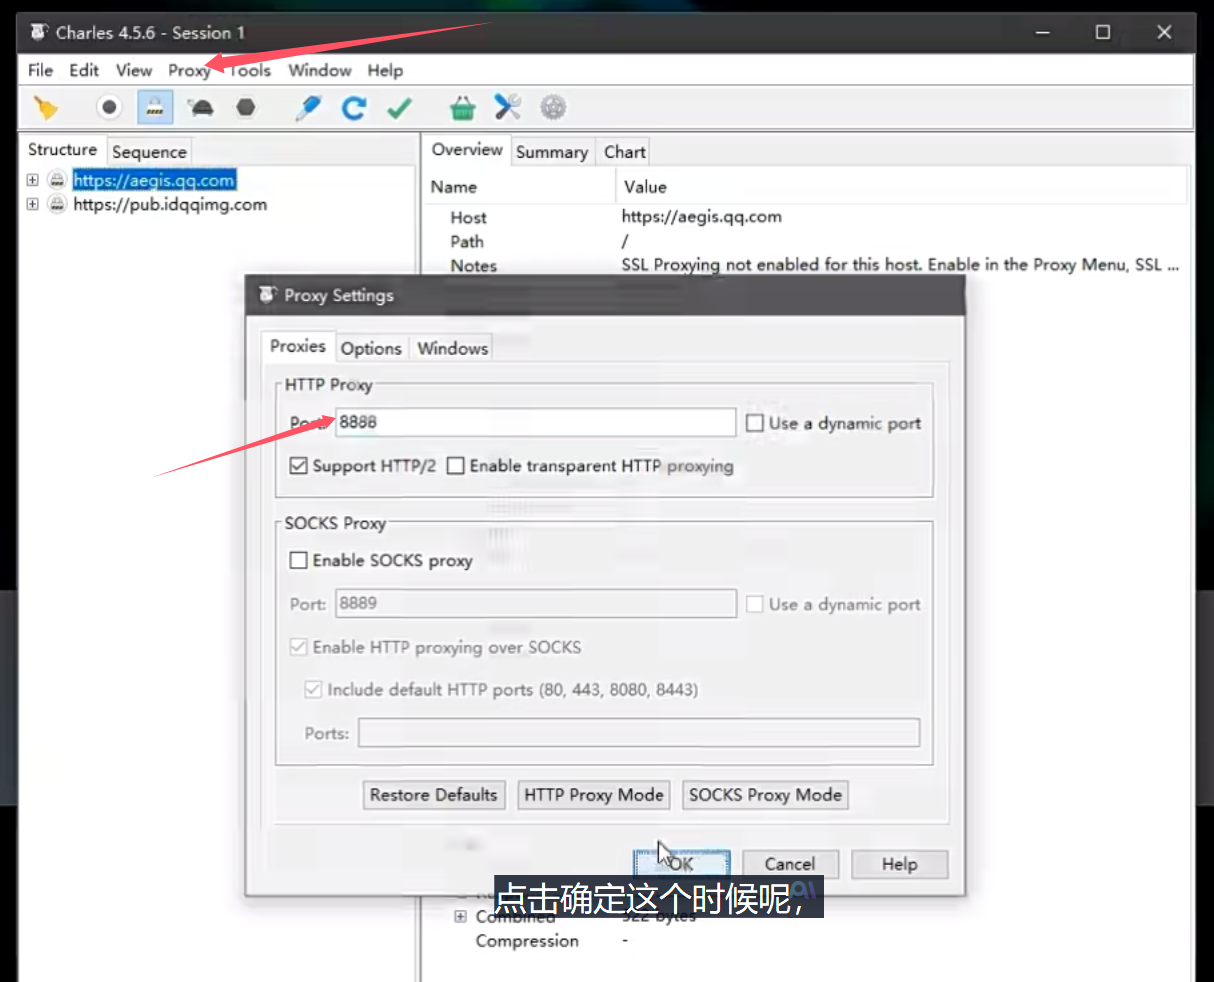 Charles 4.5.6 - Session 1
File Edit View Proxy Tools Window Help
Structure Sequence
https://aegis.qq.com
https://pub.idqqimg.com
Overview Summary Chart
Name Value
Host https://aegis.qq.com
Path /
Notes SSL Proxying not enabled for this host. Enable in the Proxy Menu, SSL ...
Proxy Settings
Proxies Options Windows
HTTP Proxy
Port: 8888 Use a dynamic port
Support HTTP/2 Enable transparent HTTP proxying
SOCKS Proxy
Enable SOCKS proxy
Port: 8889 Use a dynamic port
Enable HTTP proxying over SOCKS
Include default HTTP ports (80, 443, 8080, 8443)
Ports:
Restore Defaults HTTP Proxy Mode SOCKS Proxy Mode
OK Cancel Help
点击确定这个时候呢，
Combined bytes
Compression -